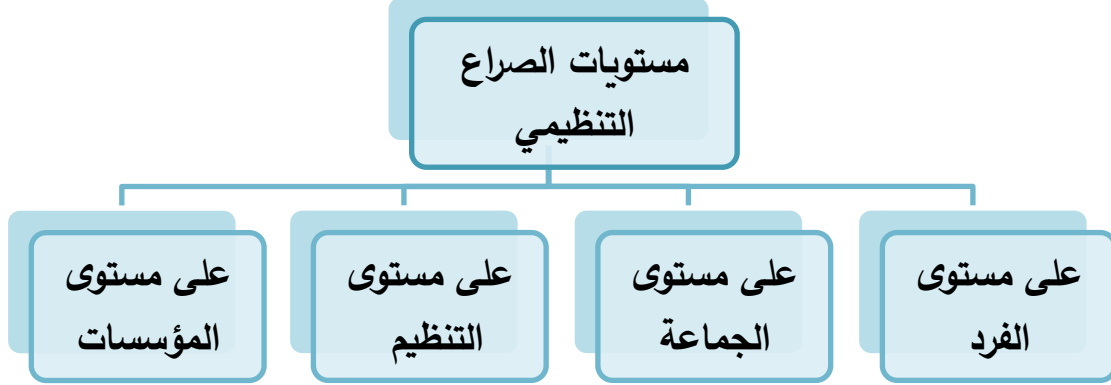 مستويات الصراع
التنظيمي
على مستوى
الفرد
على مستوى
الجماعة
على مستوى
التنظيم
على مستوى
المؤسسات